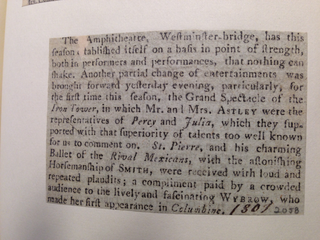 The Amphitheatre, Westminster-bridge, has this
season established itself on a basis in point of strength,
both in performers and performances, that nothing can
shake. Another partial change of entertainments was
brought forward yesterday evening, particularly, for
the first time this season, the Grand Spectacle of the
Iron Tower, in which Mr. and Mrs. ASTLEY were the
representatives of Percy and Julia, which they sup-
ported with that superiority of talents too well known
for us to comment on. St. Pierre, and his charming
Ballet of the Rival Mexicans, with the astonishing
Horsemanship of SMITH, were received with loud and
repeated plaudits; a compliment paid by a crowded
audience to the lively and fascinating WYBROW, who
made her first appearance in Columbine. 1801 2058